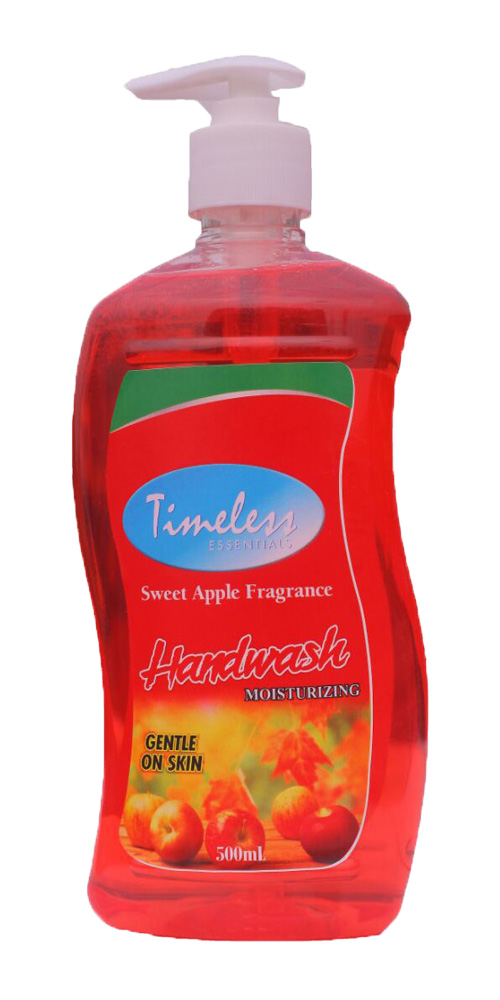 Timeless
ESSENTIALS
Sweet Apple Fragrance
Handwash
MOISTURIZING
GENTLE
ON SKIN
500mL